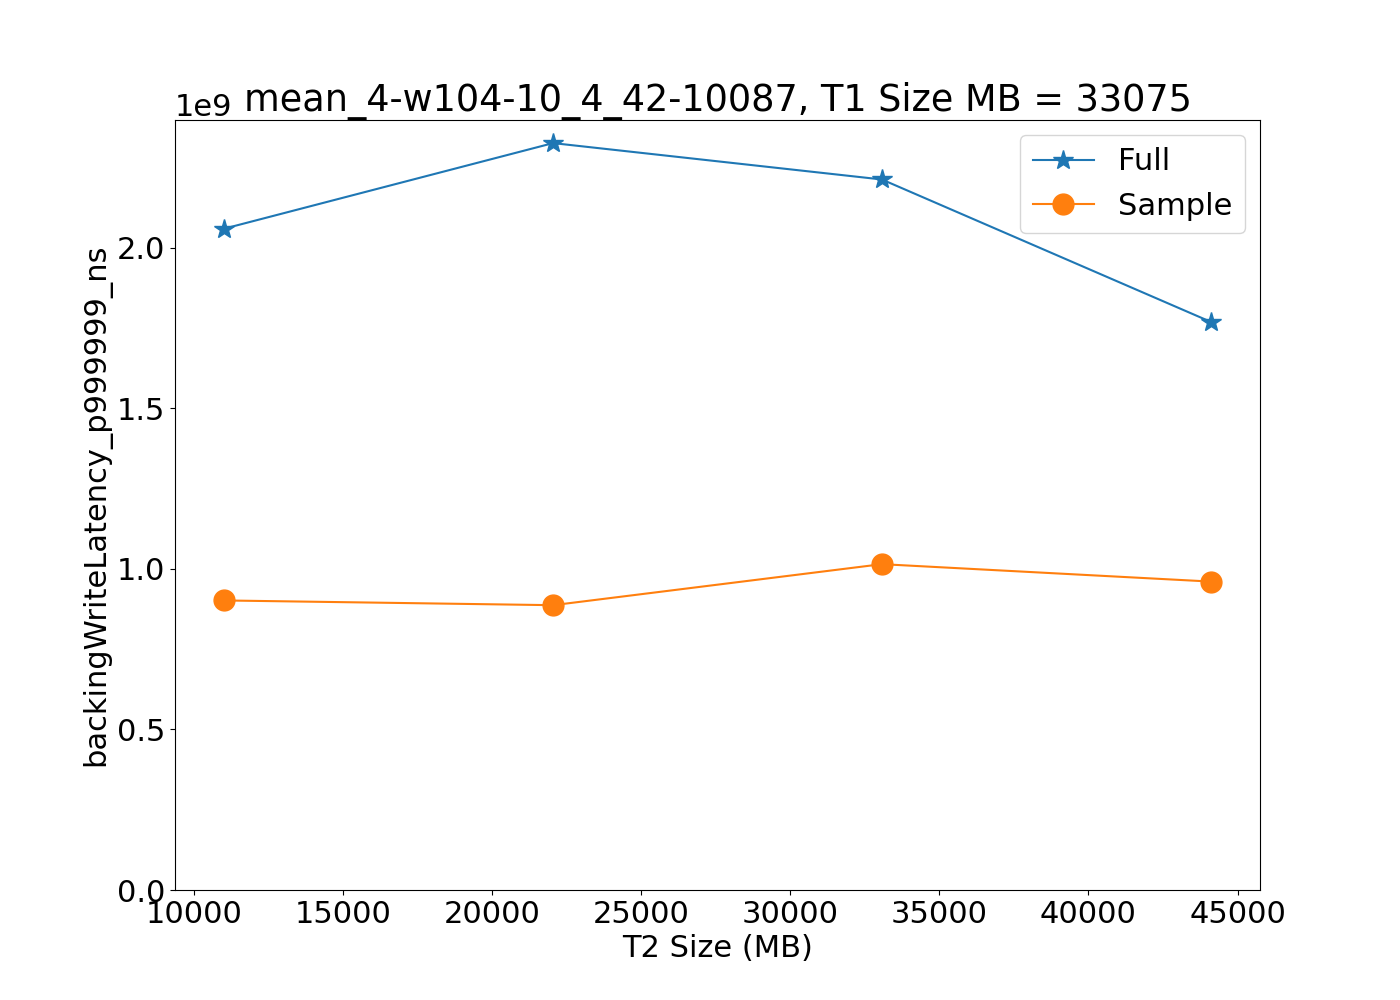 1e9
mean_4-w104-10_4_42-10087, T1 Size MB = 33075
Full
Sample
backingWriteLatency_p999999_ns
2.0
1.5
1.0
0.5
0.0
10000 15000 20000 25000 30000 35000 40000 45000
T2 Size (MB)